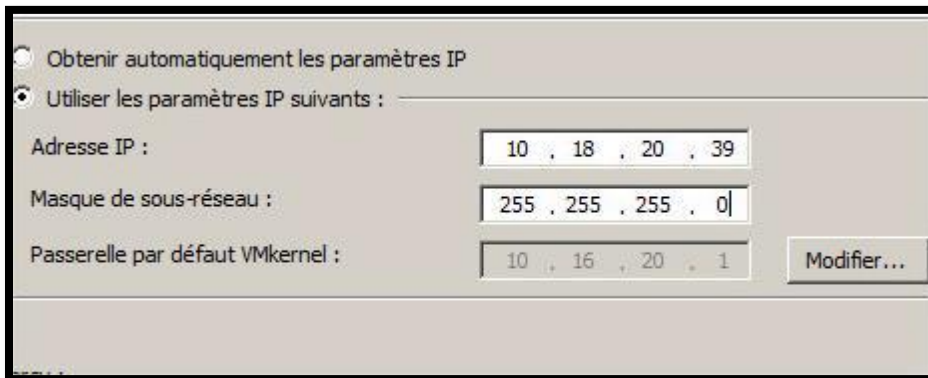 Obtenir automatiquement les paramètres IP
Utiliser les paramètres IP suivants :
Adresse IP : 10 . 18 . 20 . 39
Masque de sous-réseau : 255 . 255 . 255 . 0
Passerelle par défaut VMkernel : 10 . 16 . 20 . 1 Modifier...